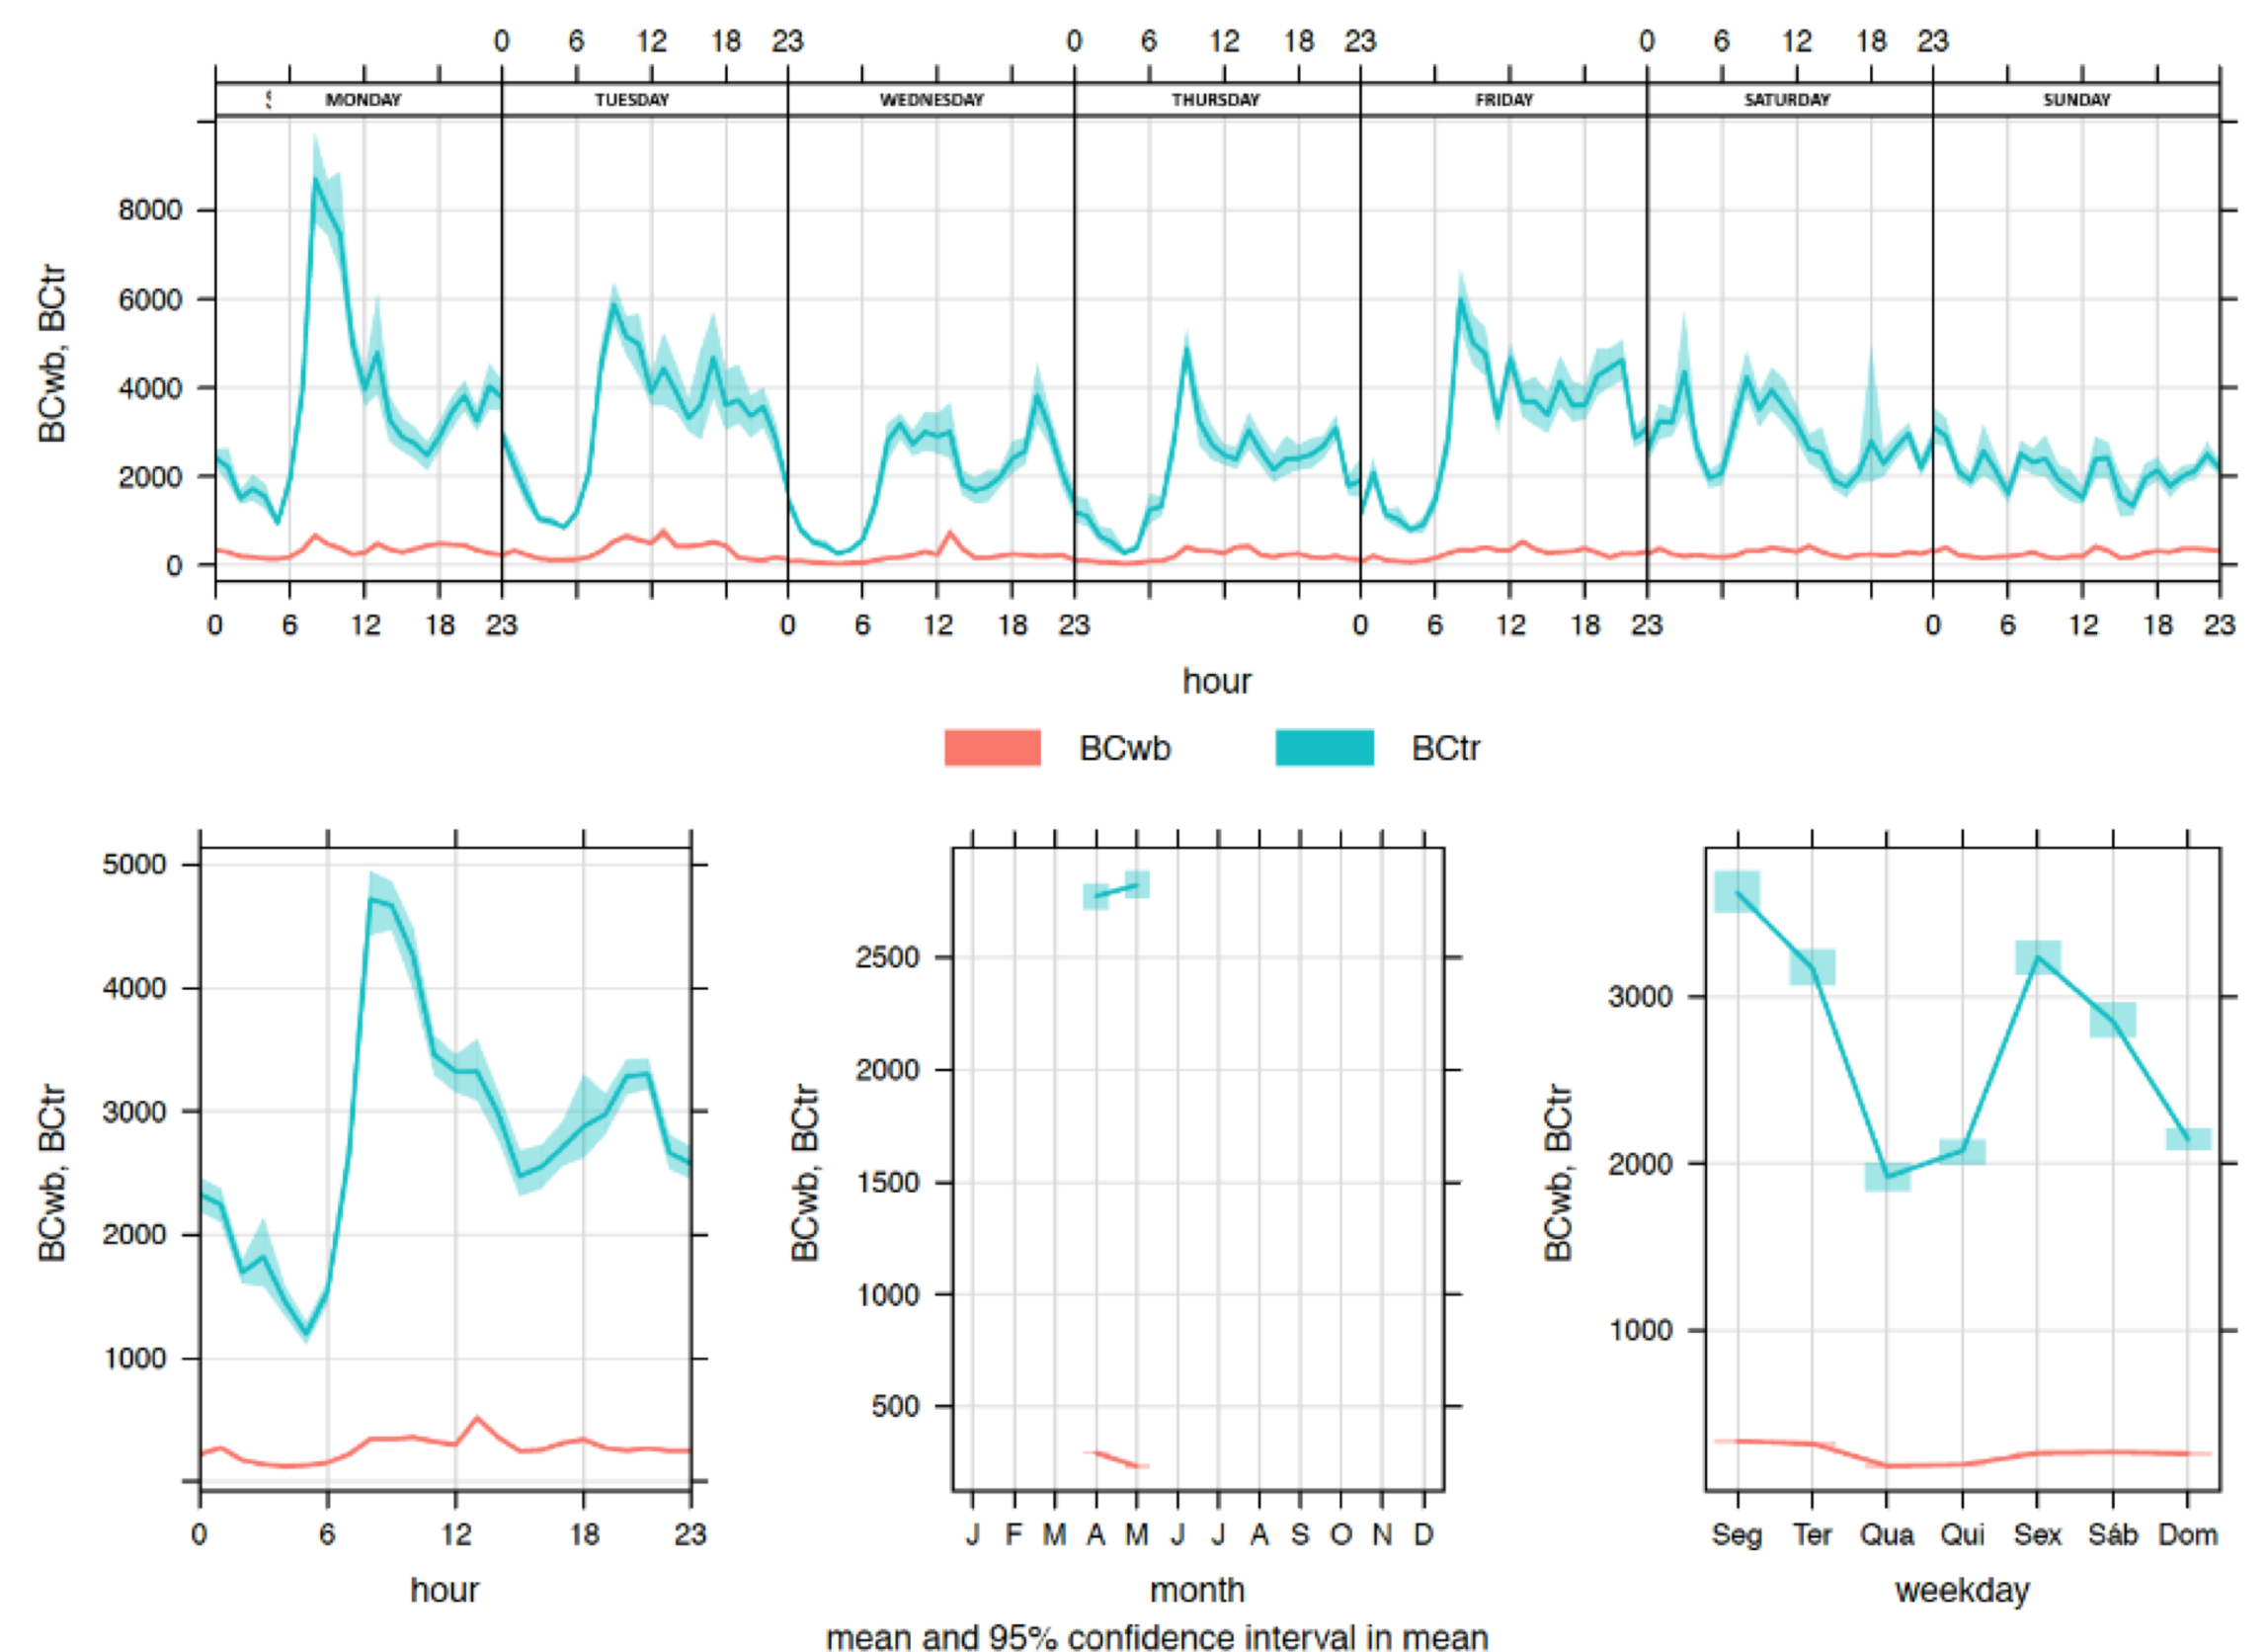 0 6 12 18 23 0 6 12 18 23 0 6 12 18 23
MONDAY TUESDAY WEDNESDAY THURSDAY FRIDAY SATURDAY SUNDAY
8000
6000
4000
2000
0
BCwb, BCtr
0 6 12 18 23 0 6 12 18 23 0 6 12 18 23 0 6 12 18 23
hour
BCwb BCtr
5000
4000
3000
2000
1000
BCwb, BCtr
0 6 12 18 23
hour
2500
2000
1500
1000
500
BCwb, BCtr
J F M A M J J A S O N D
month
3000
2000
1000
BCwb, BCtr
Seg Ter Qua Qui Sex Sáb Dom
weekday
mean and 95% confidence interval in mean